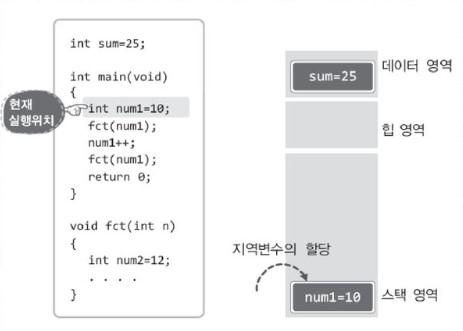 int sum=25;
int main(void)
{
현재
실행위치
int num1=10;
fct(num1);
num1++;
fct(num1);
return 0;
}
void fct(int n)
{
int num2=12;
. . . .
}
sum=25
데이터 영역
힙 영역
지역변수의 할당
num1=10
스택 영역